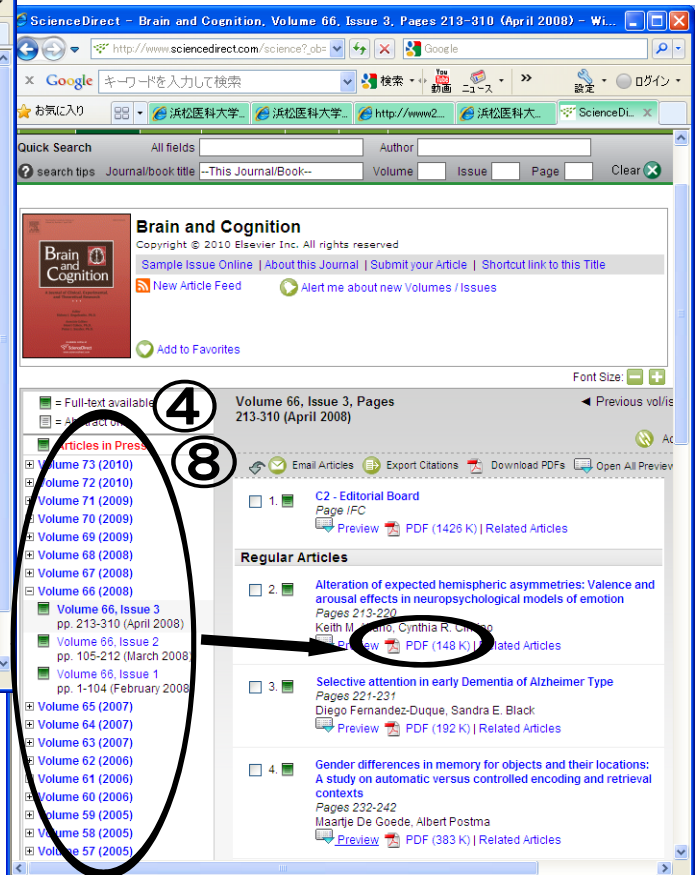 ScienceDirect - Brain and Cognition, Volume 66, Issue 3, Pages 213-310 (April 2008) - Wi...
http://www.sciencedirect.com/science?_ob=
Google
x Google キーワードを入力して検索 検索 You 動画 ニュース » 設定 ログイン
お気に入り 浜松医科大学... 浜松医科大学... http://www2.... 浜松医科大... ScienceDi... X
Quick Search All fields Author
? search tips Journal/book title --This Journal/Book-- Volume Issue Page Clear
Brain and Cognition
Brain and Cognition
Copyright © 2010 Elsevier Inc. All rights reserved
Sample Issue Online | About this Journal | Submit your Article | Shortcut link to this Title
New Article Feed Alert me about new Volumes / Issues
Add to Favorites
Font Size:
= Full-text available
④
Volume 66, Issue 3, Pages
213-310 (April 2008)
◄ Previous vol/is
Articles in Press
⑧
Email Articles Export Citations Download PDFs Open All Preview
Volume 73 (2010)
Volume 72 (2010)
Volume 71 (2009)
Volume 70 (2009)
Volume 69 (2009)
Volume 68 (2008)
Volume 67 (2008)
Volume 66 (2008)
Volume 66, Issue 3
pp. 213-310 (April 2008)
Volume 66, Issue 2
pp. 105-212 (March 2008)
Volume 66, Issue 1
pp. 1-104 (February 2008
Volume 65 (2007)
Volume 64 (2007)
Volume 63 (2007)
Volume 62 (2006)
Volume 61 (2006)
Volume 60 (2006)
Volume 59 (2005)
Volume 58 (2005)
Volume 57 (2005)
1. C2 - Editorial Board
Page IFC
Preview PDF (1426 K) | Related Articles
Regular Articles
2. Alteration of expected hemispheric asymmetries: Valence and
arousal effects in neuropsychological models of emotion
Pages 213-220
Keith M. Cynthia R.
Preview PDF (148 K) | Related Articles
3. Selective attention in early Dementia of Alzheimer Type
Pages 221-231
Diego Fernandez-Duque, Sandra E. Black
Preview PDF (192 K) | Related Articles
4. Gender differences in memory for objects and their locations:
A study on automatic versus controlled encoding and retrieval
contexts
Pages 232-242
Maartje De Goede, Albert Postma
Preview PDF (383 K) | Related Articles